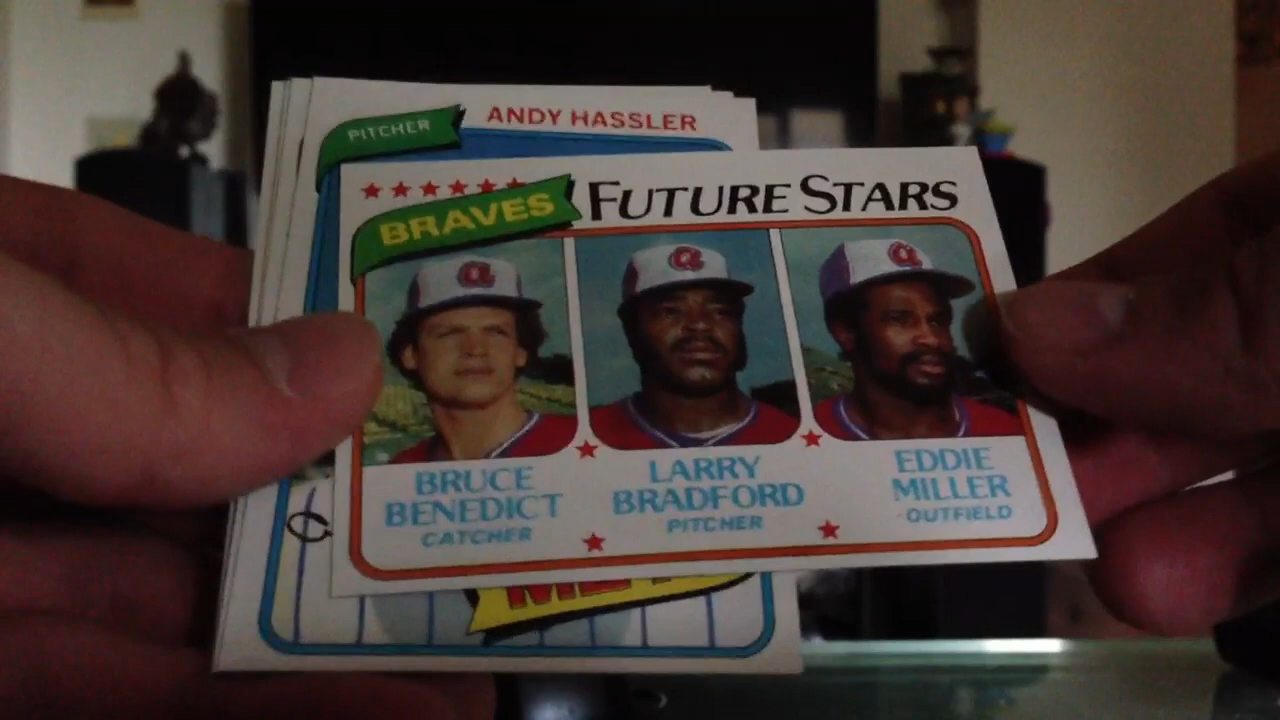 PITCHER
ANDY HASSLER
BRAVES
FUTURE STARS
BRUCE
BENEDICT
CATCHER
LARRY
BRADFORD
PITCHER
EDDIE
MILLER
OUTFIELD